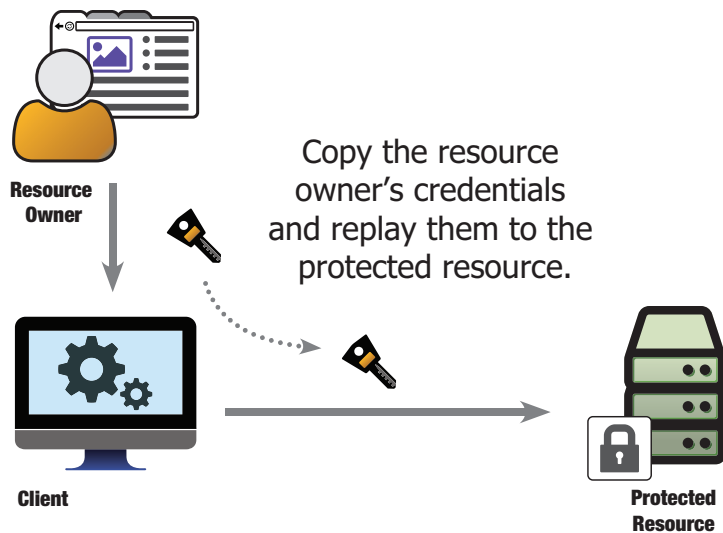 Copy the resource
owner's credentials
and replay them to the
protected resource.
Resource
Owner
Client
Protected
Resource